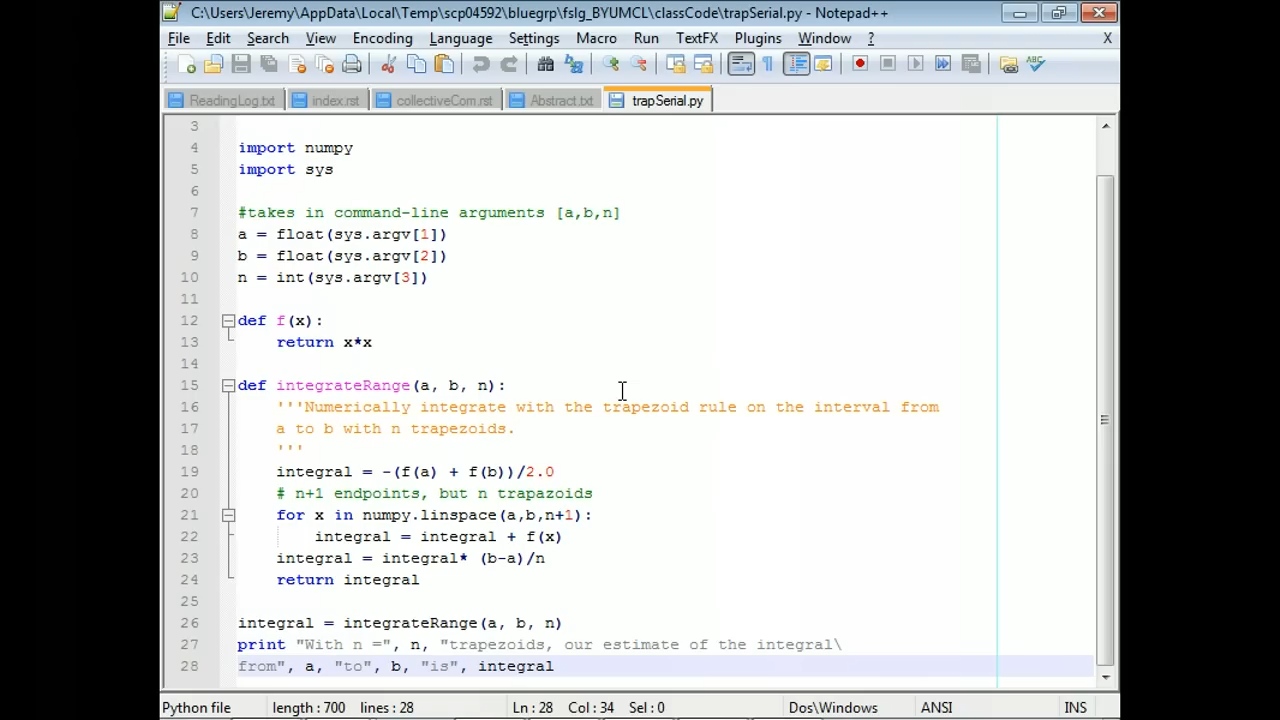 C:\Users\Jeremy\AppData\Local\Temp\scp04592\bluegrp\fslg_BYUMCL\classCode\trapSerial.py - Notepad++
File Edit Search View Encoding Language Settings Macro Run TextFX Plugins Window ? X
ReadingLog.txt index.rst collectiveCom.rst Abstract.txt trapSerial.py
3
4 import numpy
5 import sys
6
7 #takes in command-line arguments [a,b,n]
8 a = float(sys.argv[1])
9 b = float(sys.argv[2])
10 n = int(sys.argv[3])
11
12 def f(x):
13     return x*x
14
15 def integrateRange(a, b, n):
16     '''Numerically integrate with the trapezoid rule on the interval from
17     a to b with n trapezoids.
18     '''
19     integral = -(f(a) + f(b))/2.0
20     # n+1 endpoints, but n trapazoids
21     for x in numpy.linspace(a,b,n+1):
22         integral = integral + f(x)
23     integral = integral* (b-a)/n
24     return integral
25
26 integral = integrateRange(a, b, n)
27 print "With n =", n, "trapezoids, our estimate of the integral\
28 from", a, "to", b, "is", integral
Python file length : 700 lines : 28 Ln : 28 Col : 34 Sel : 0 Dos\Windows ANSI INS